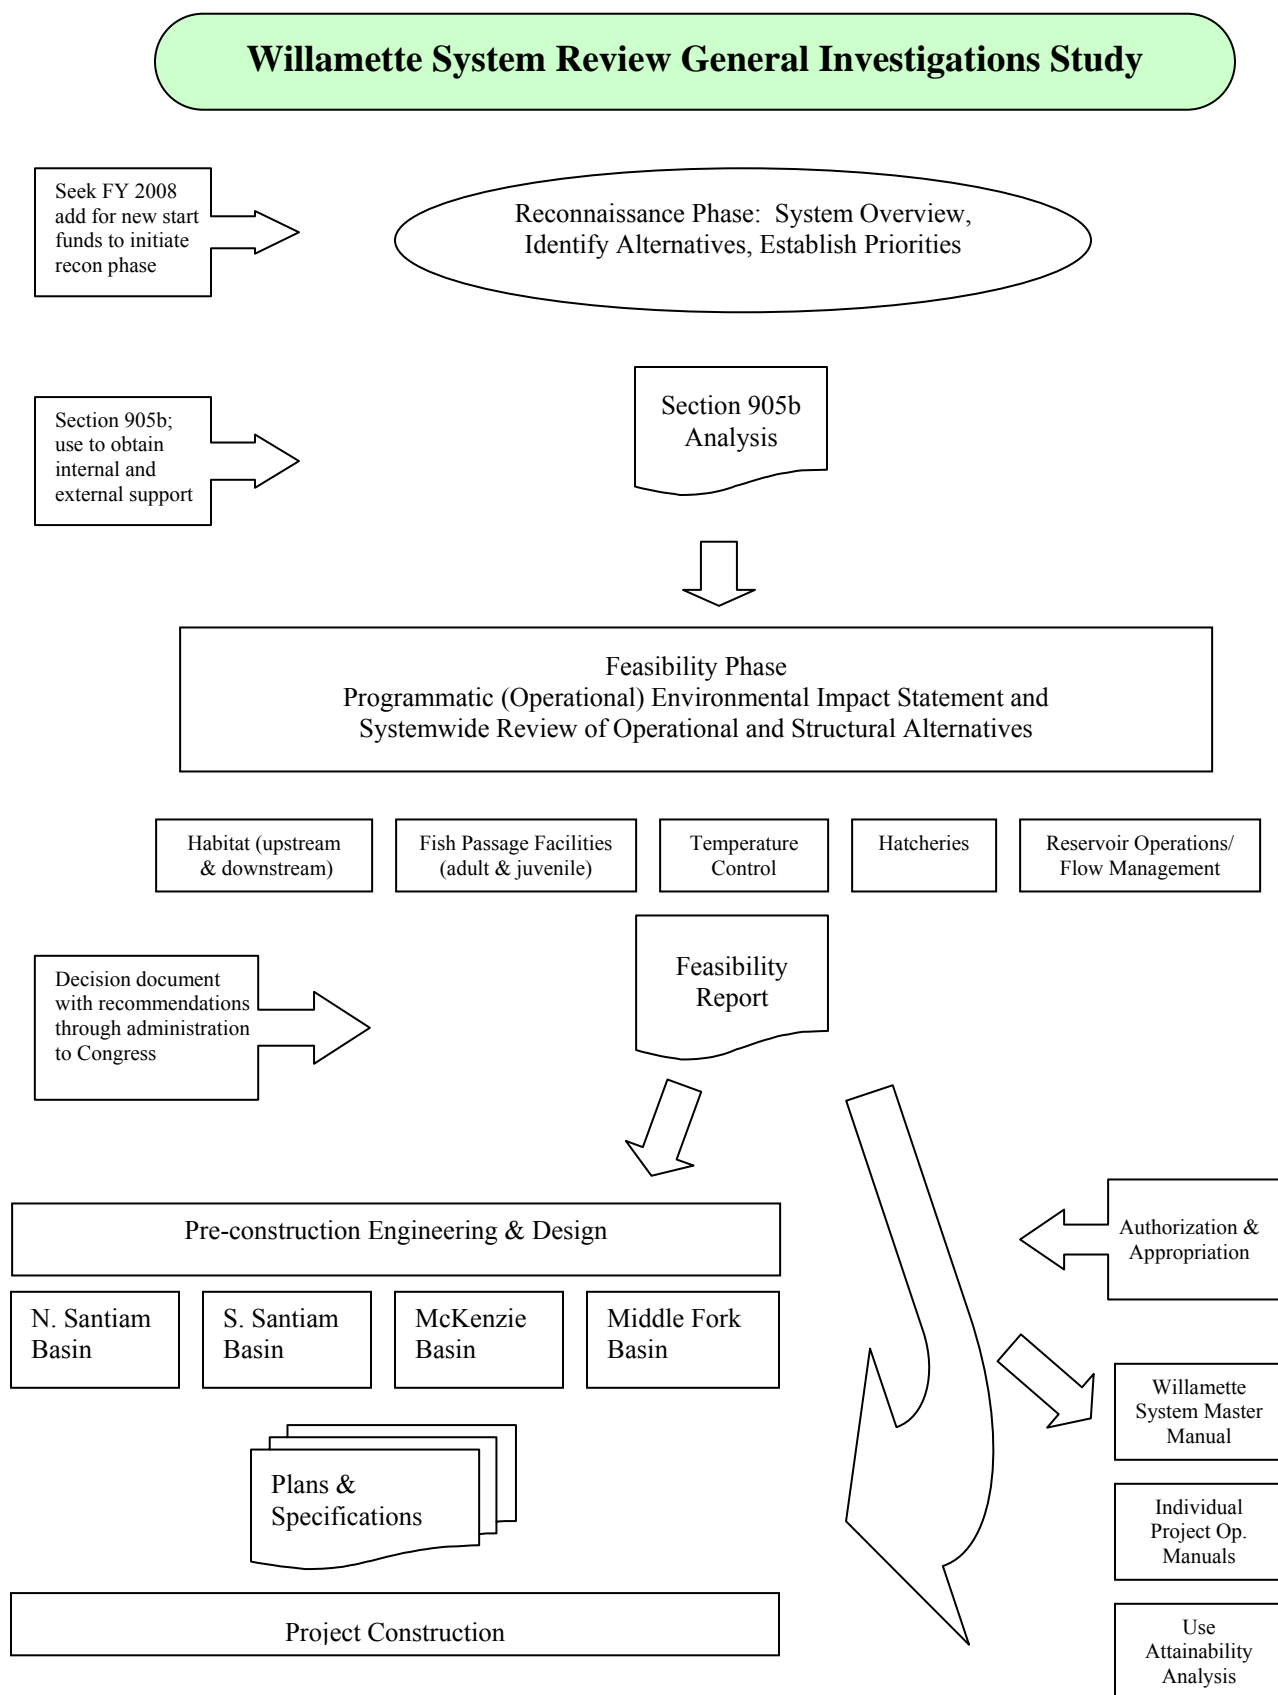 Willamette System Review General Investigations Study
Seek FY 2008
add for new start
funds to initiate
recon phase
Reconnaissance Phase:  System Overview,
Identify Alternatives, Establish Priorities
Section 905b;
use to obtain
internal and
external support
Section 905b
Analysis
Feasibility Phase
Programmatic (Operational) Environmental Impact Statement and
Systemwide Review of Operational and Structural Alternatives
Habitat (upstream
& downstream)
Fish Passage Facilities
(adult & juvenile)
Temperature
Control
Hatcheries
Reservoir Operations/
Flow Management
Decision document
with recommendations
through administration
to Congress
Feasibility
Report
Pre-construction Engineering & Design
Authorization &
Appropriation
N. Santiam
Basin
S. Santiam
Basin
McKenzie
Basin
Middle Fork
Basin
Willamette
System Master
Manual
Plans &
Specifications
Individual
Project Op.
Manuals
Project Construction
Use
Attainability
Analysis